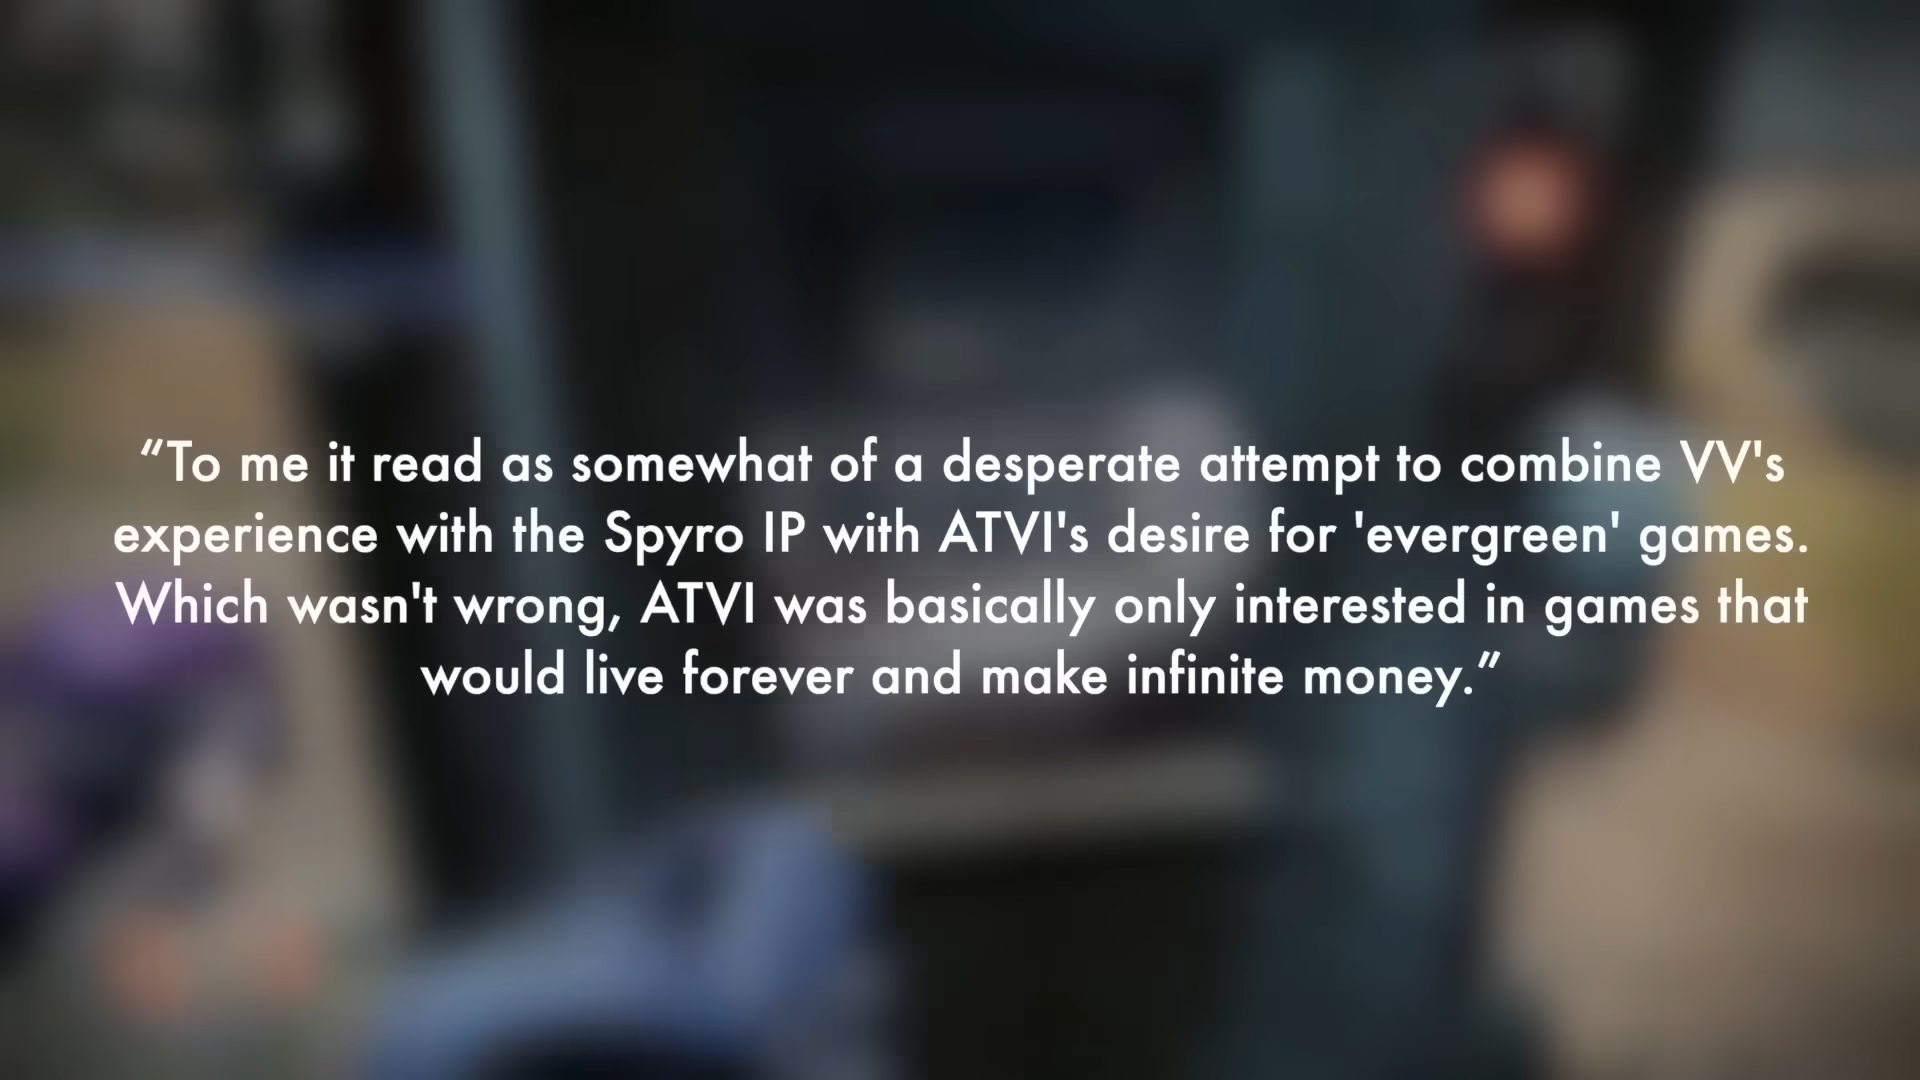 “To me it read as somewhat of a desperate attempt to combine VV's
experience with the Spyro IP with ATVI's desire for 'evergreen' games.
Which wasn't wrong, ATVI was basically only interested in games that
would live forever and make infinite money.”